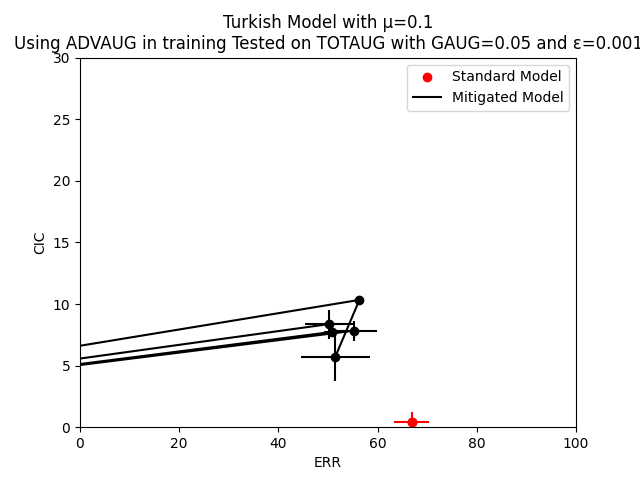 Turkish Model with μ=0.1
Using ADVAUG in training Tested on TOTAUG with GAUG=0.05 and ε=0.001
30
25
20
15
10
5
0
CIC
Standard Model
Mitigated Model
0 20 40 60 80 100
ERR